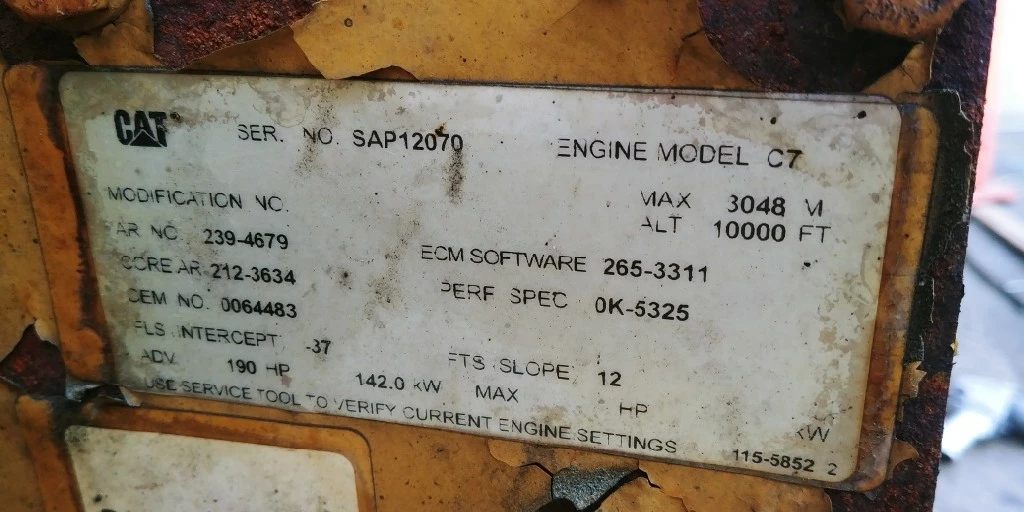 CAT SER. NO. SAP12070 ENGINE MODEL C7
MODIFICATION NO. MAX 3048 M
AR NO. 239-4679 ALT 10000 FT
CORE AR 212-3634 ECM SOFTWARE 265-3311
OEM NO. 0064483 PERF SPEC 0K-5325
FLS INTERCEPT -37 FTS SLOPE 12
ADV. 190 HP 142.0 kW MAX HP kW
USE SERVICE TOOL TO VERIFY CURRENT ENGINE SETTINGS 115-5852 2